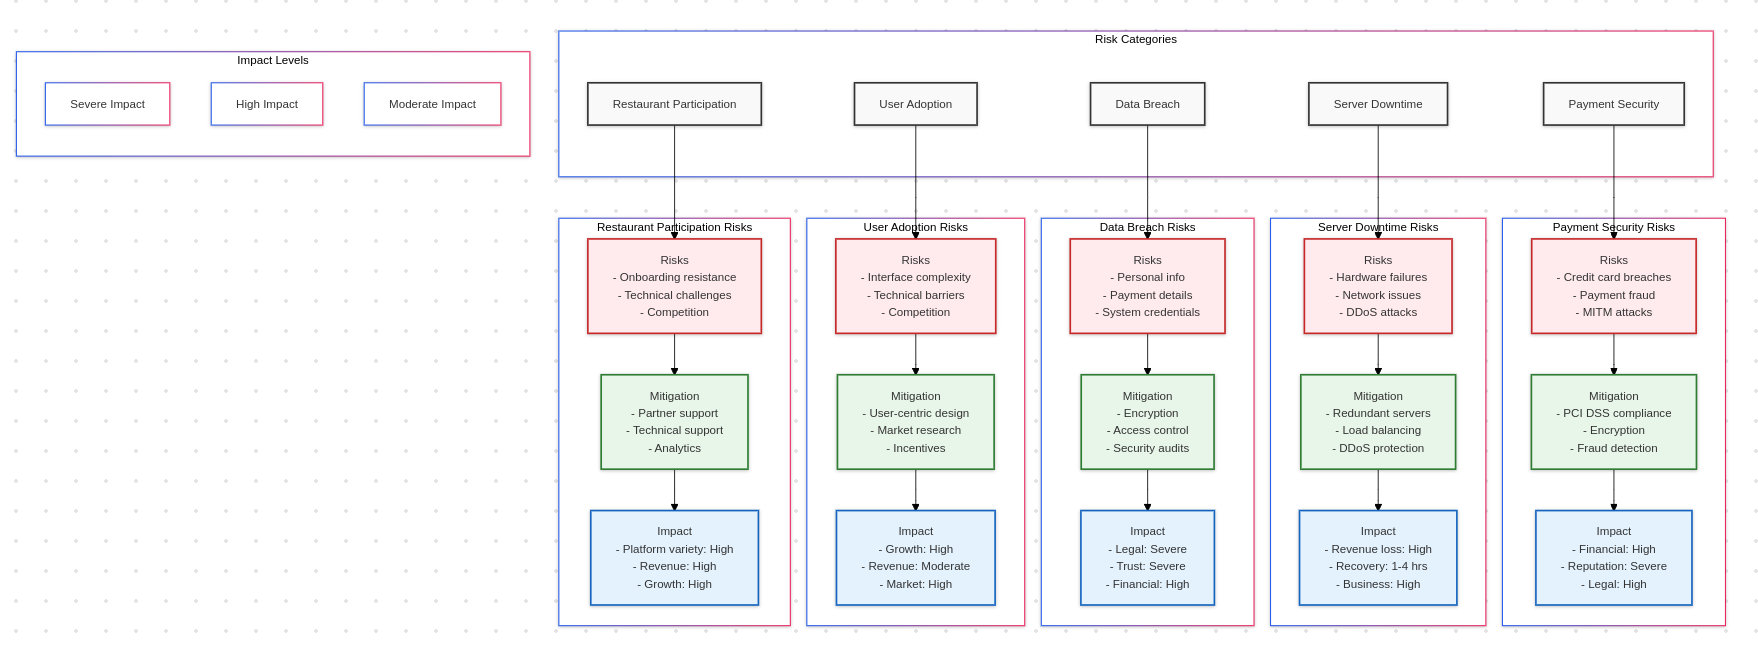 Impact Levels
Severe Impact
High Impact
Moderate Impact
Risk Categories
Restaurant Participation
User Adoption
Data Breach
Server Downtime
Payment Security
Restaurant Participation Risks
Risks
- Onboarding resistance
- Technical challenges
- Competition
Mitigation
- Partner support
- Technical support
- Analytics
Impact
- Platform variety: High
- Revenue: High
- Growth: High
User Adoption Risks
Risks
- Interface complexity
- Technical barriers
- Competition
Mitigation
- User-centric design
- Market research
- Incentives
Impact
- Growth: High
- Revenue: Moderate
- Market: High
Data Breach Risks
Risks
- Personal info
- Payment details
- System credentials
Mitigation
- Encryption
- Access control
- Security audits
Impact
- Legal: Severe
- Trust: Severe
- Financial: High
Server Downtime Risks
Risks
- Hardware failures
- Network issues
- DDoS attacks
Mitigation
- Redundant servers
- Load balancing
- DDoS protection
Impact
- Revenue loss: High
- Recovery: 1-4 hrs
- Business: High
Payment Security Risks
Risks
- Credit card breaches
- Payment fraud
- MITM attacks
Mitigation
- PCI DSS compliance
- Encryption
- Fraud detection
Impact
- Financial: High
- Reputation: Severe
- Legal: High